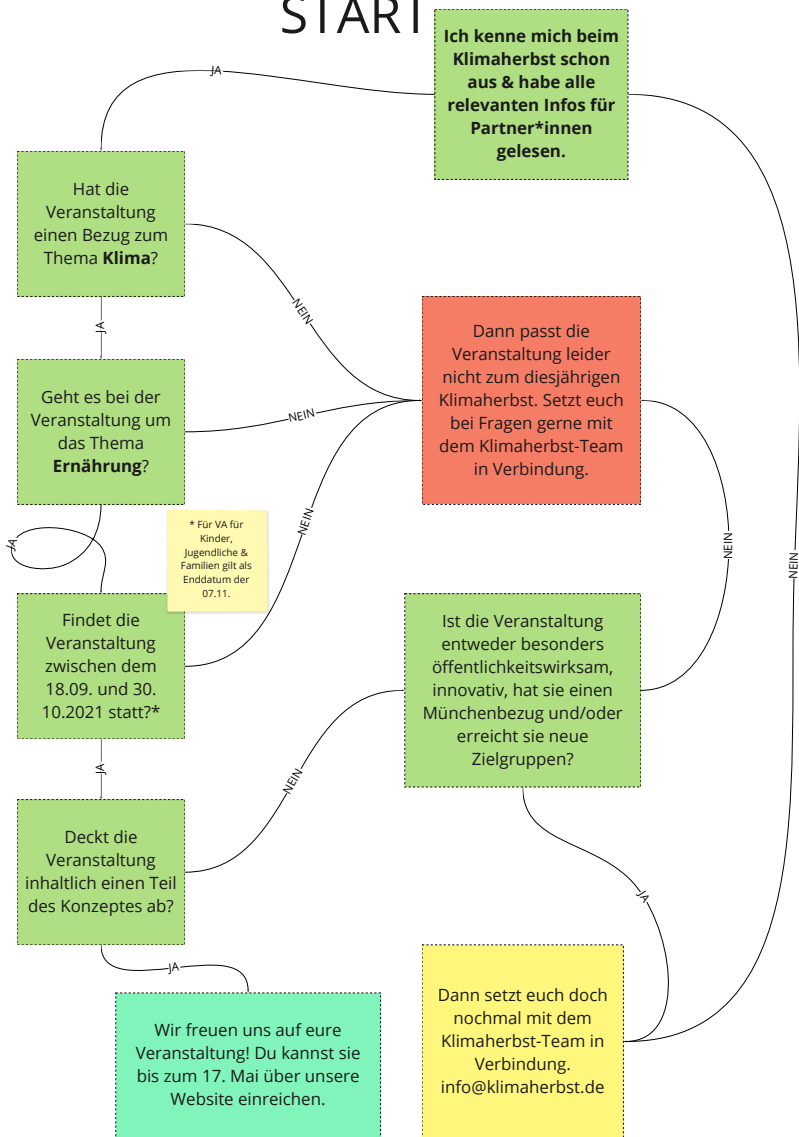 START
Ich kenne mich beim
Klimaherbst schon
aus & habe alle
relevanten Infos für
Partner*innen
gelesen.
JA
Hat die
Veranstaltung
einen Bezug zum
Thema Klima?
NEIN
JA
Dann passt die
Veranstaltung leider
nicht zum diesjährigen
Klimaherbst. Setzt euch
bei Fragen gerne mit
dem Klimaherbst-Team
in Verbindung.
Geht es bei der
Veranstaltung um
das Thema
Ernährung?
NEIN
JA
* Für VA für
Kinder,
Jugendliche &
Familien gilt als
Enddatum der
07.11.
NEIN
NEIN
NEIN
Findet die
Veranstaltung
zwischen dem
18.09. und 30.
10.2021 statt?*
Ist die Veranstaltung
entweder besonders
öffentlichkeitswirksam,
innovativ, hat sie einen
Münchenbezug und/oder
erreicht sie neue
Zielgruppen?
JA
NEIN
Deckt die
Veranstaltung
inhaltlich einen Teil
des Konzeptes ab?
JA
JA
Wir freuen uns auf eure
Veranstaltung! Du kannst sie
bis zum 17. Mai über unsere
Website einreichen.
Dann setzt euch doch
nochmal mit dem
Klimaherbst-Team in
Verbindung.
info@klimaherbst.de